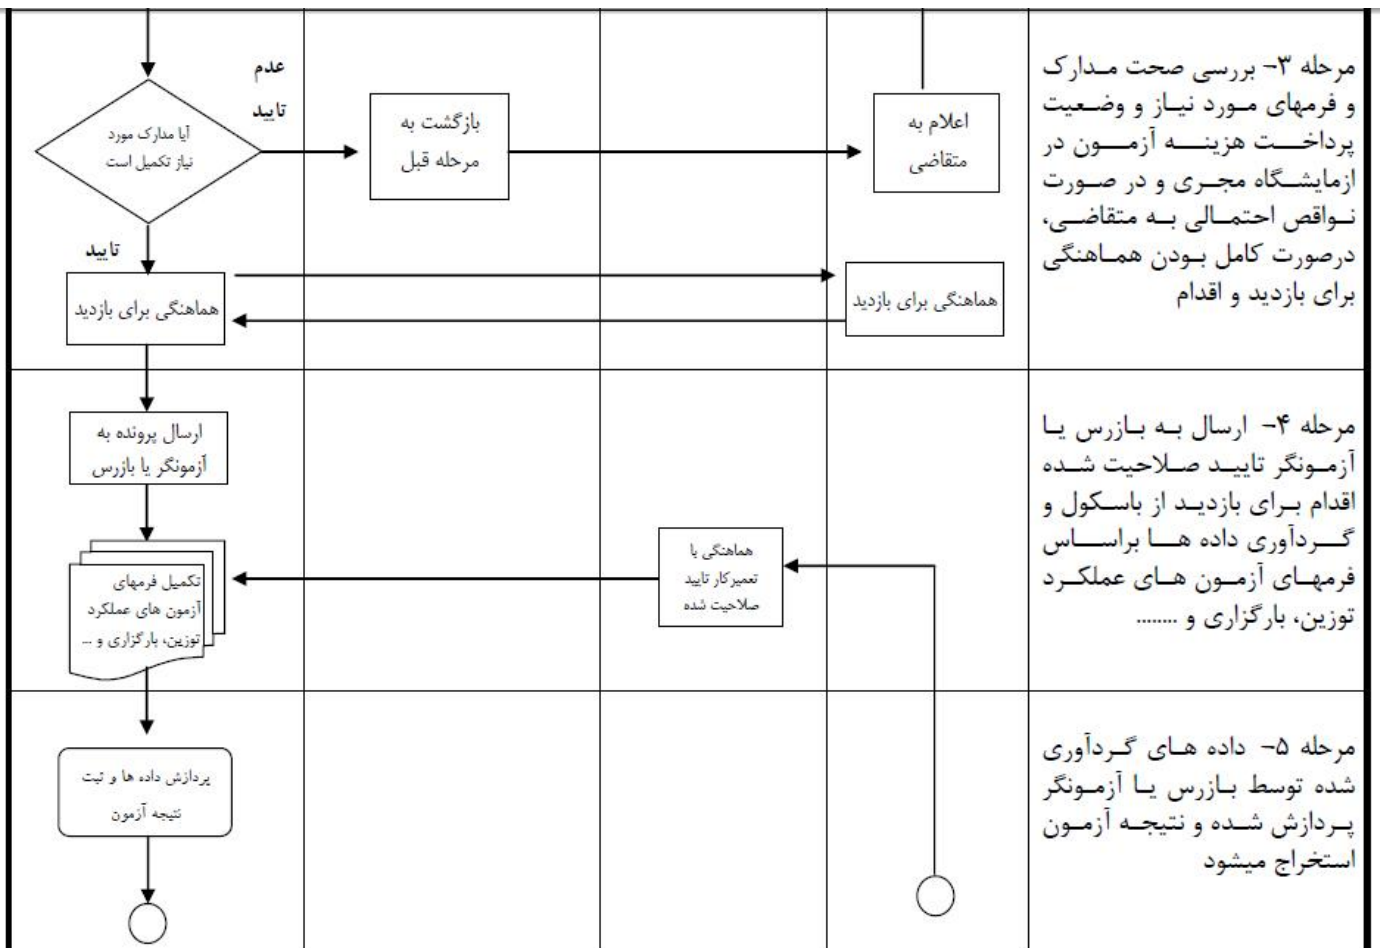 مرحله ۳- بررسی صحت مدارک
و فرمهای مورد نیاز و وضعیت
پرداخت هزینه آزمون در
ازمایشگاه مجری و در صورت
نواقص احتمالی به متقاضی،
درصورت کامل بودن هماهنگی
برای بازدید و اقدام
اعلام به
متقاضی
بازگشت به
مرحله قبل
عدم
تایید
آیا مدارک مورد
نیاز تکمیل است
تایید
هماهنگی برای بازدید
هماهنگی برای بازدید
مرحله ۴- ارسال به بازرس یا
آزمونگر تایید صلاحیت شده
اقدام برای بازدید از باسکول و
گردآوری داده ها براساس
فرمهای آزمون های عملکرد
توزین، بارگزاری و ........
ارسال پرونده به
آزمونگر یا بازرس
هماهنگی با
تعمیرکار تایید
صلاحیت شده
تکمیل فرمهای
آزمون های عملکرد
توزین، بارگزاری و ...
مرحله ۵- داده های گردآوری
شده توسط بازرس یا آزمونگر
پردازش شده و نتیجه آزمون
استخراج میشود
پردازش داده ها و ثبت
نتیجه آزمون